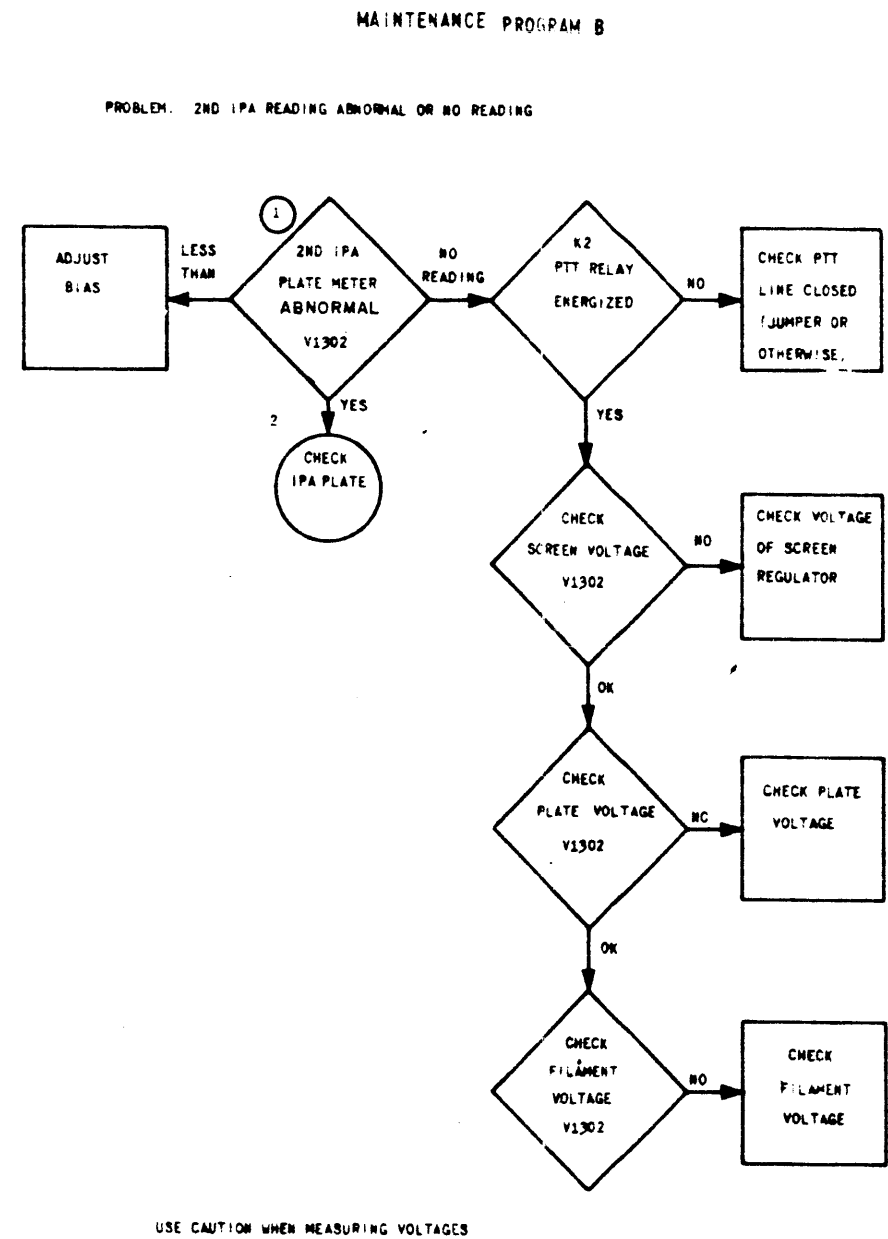 MAINTENANCE PROGRAM B
PROBLEM. 2ND IPA READING ABNORMAL OR NO READING
1
2ND IPA
PLATE METER
ABNORMAL
V1302
LESS
THAN
ADJUST
BIAS
NO
READING
K2
PTT RELAY
ENERGIZED
NO
CHECK PTT
LINE CLOSED
(JUMPER OR
OTHERWISE.
YES
2
CHECK
IPA PLATE
YES
CHECK
SCREEN VOLTAGE
V1302
NO
CHECK VOLTAGE
OF SCREEN
REGULATOR
OK
CHECK
PLATE VOLTAGE
V1302
NC
CHECK PLATE
VOLTAGE
OK
CHECK
FILAMENT
VOLTAGE
V1302
NO
CHECK
FILAMENT
VOLTAGE
USE CAUTION WHEN MEASURING VOLTAGES